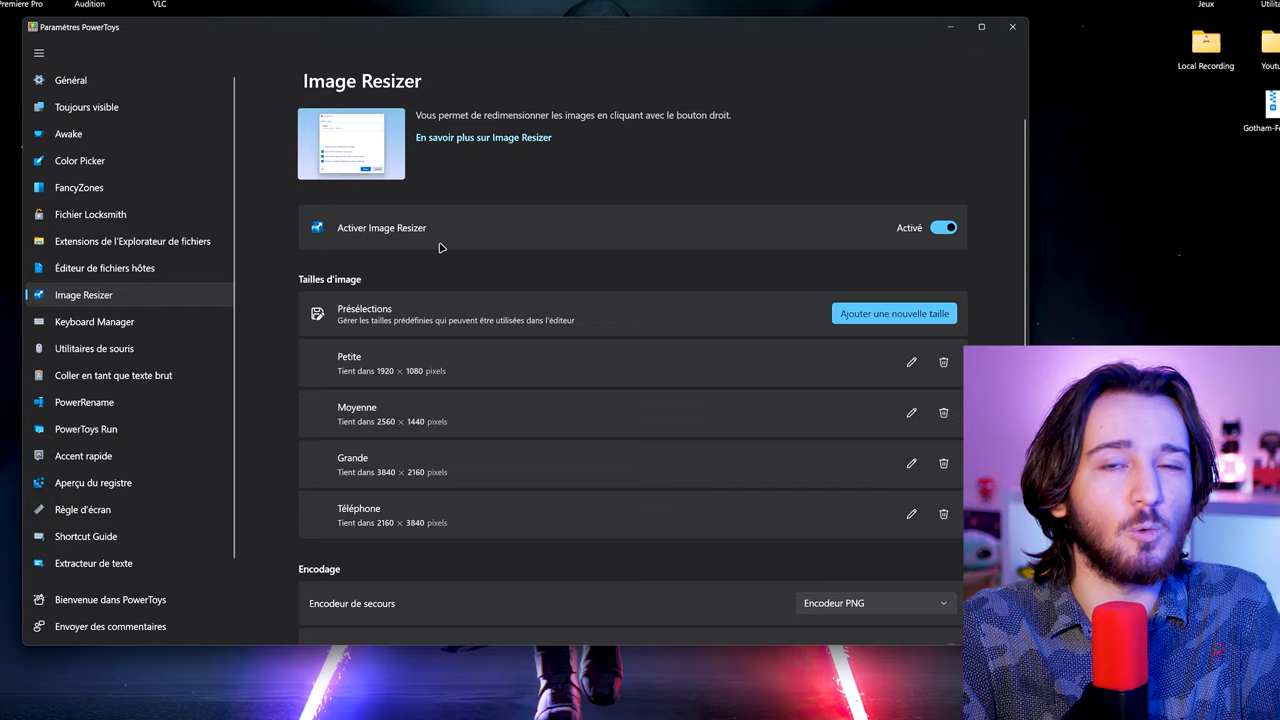 Premiere Pro
Audition
VLC
Jeux
Utilita
Local Recording
Youtu
Gotham-F
Paramètres PowerToys
Général
Toujours visible
Awake
Color Picker
FancyZones
Fichier Locksmith
Extensions de l'Explorateur de fichiers
Éditeur de fichiers hôtes
Image Resizer
Keyboard Manager
Utilitaires de souris
Coller en tant que texte brut
PowerRename
PowerToys Run
Accent rapide
Aperçu du registre
Règle d'écran
Shortcut Guide
Extracteur de texte
Bienvenue dans PowerToys
Envoyer des commentaires
Image Resizer
Vous permet de redimensionner les images en cliquant avec le bouton droit.
En savoir plus sur Image Resizer
Activer Image Resizer
Activé
Tailles d'image
Présélections
Gérer les tailles prédéfinies qui peuvent être utilisées dans l'éditeur
Ajouter une nouvelle taille
Petite
Tient dans 1920 × 1080 pixels
Moyenne
Tient dans 2560 × 1440 pixels
Grande
Tient dans 3840 × 2160 pixels
Téléphone
Tient dans 2160 × 3840 pixels
Encodage
Encodeur de secours
Encodeur PNG